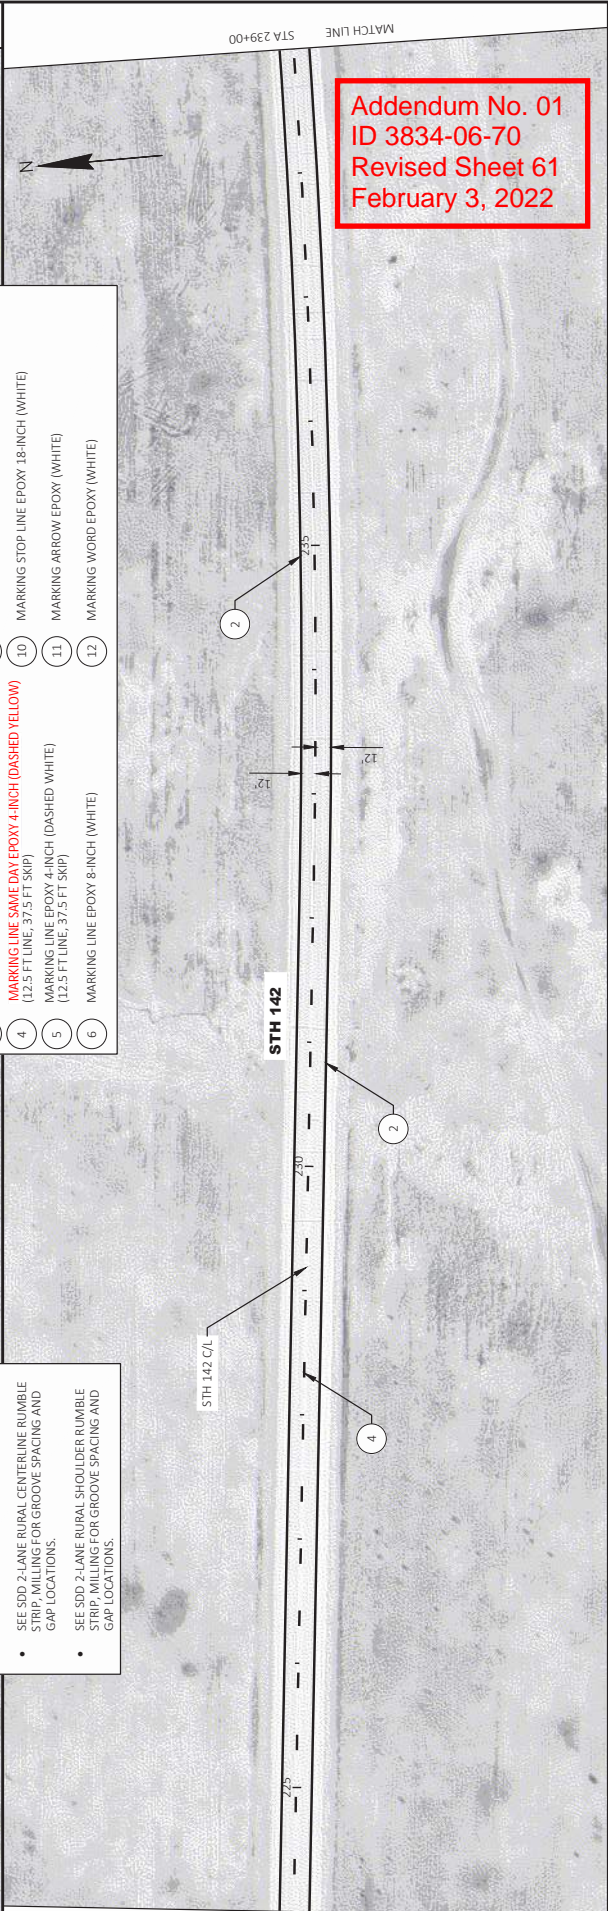 Addendum No. 01
ID 3834-06-70
Revised Sheet 61
February 3, 2022
STA 239+00
MATCH LINE
N
4
MARKING LINE SAME DAY EPOXY 4-INCH (DASHED YELLOW)
(12.5 FT LINE, 37.5 FT SKIP)
5
MARKING LINE EPOXY 4-INCH (DASHED WHITE)
(12.5 FT LINE, 37.5 FT SKIP)
6
MARKING LINE EPOXY 8-INCH (WHITE)
10
MARKING STOP LINE EPOXY 18-INCH (WHITE)
11
MARKING ARROW EPOXY (WHITE)
12
MARKING WORD EPOXY (WHITE)
• SEE SDD 2-LANE RURAL CENTERLINE RUMBLE
STRIP, MILLING FOR GROOVE SPACING AND
GAP LOCATIONS.
• SEE SDD 2-LANE RURAL SHOULDER RUMBLE
STRIP, MILLING FOR GROOVE SPACING AND
GAP LOCATIONS.
2
235
12'
12'
STH 142
2
230
STH 142 C/L
4
225